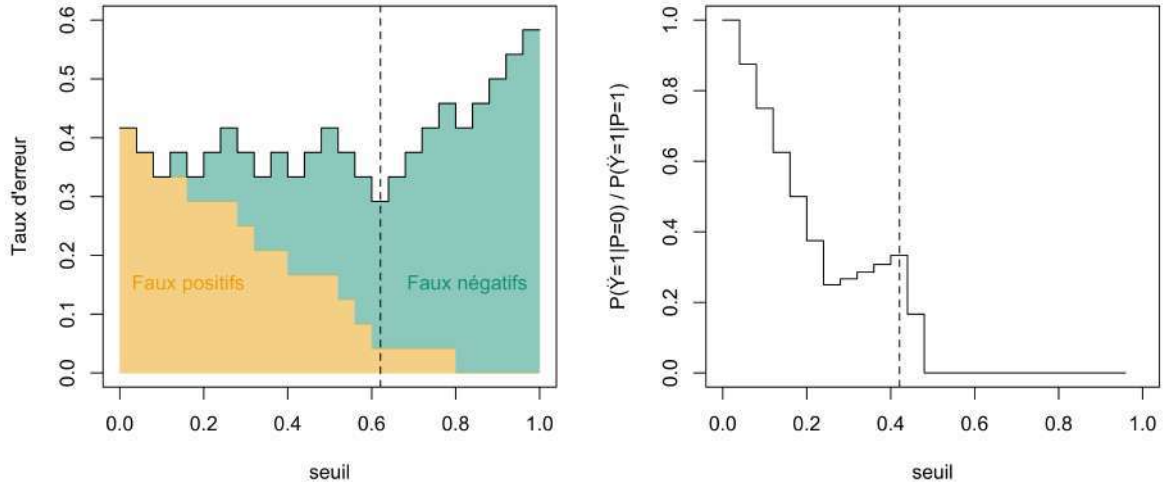 Taux d'erreur
0.6
0.5
0.4
0.3
0.2
0.1
0.0
Faux positifs
Faux négatifs
0.0 0.2 0.4 0.6 0.8 1.0
seuil
P(Ÿ=1|P=0) / P(Ÿ=1|P=1)
1.0
0.8
0.6
0.4
0.2
0.0
0.0 0.2 0.4 0.6 0.8 1.0
seuil